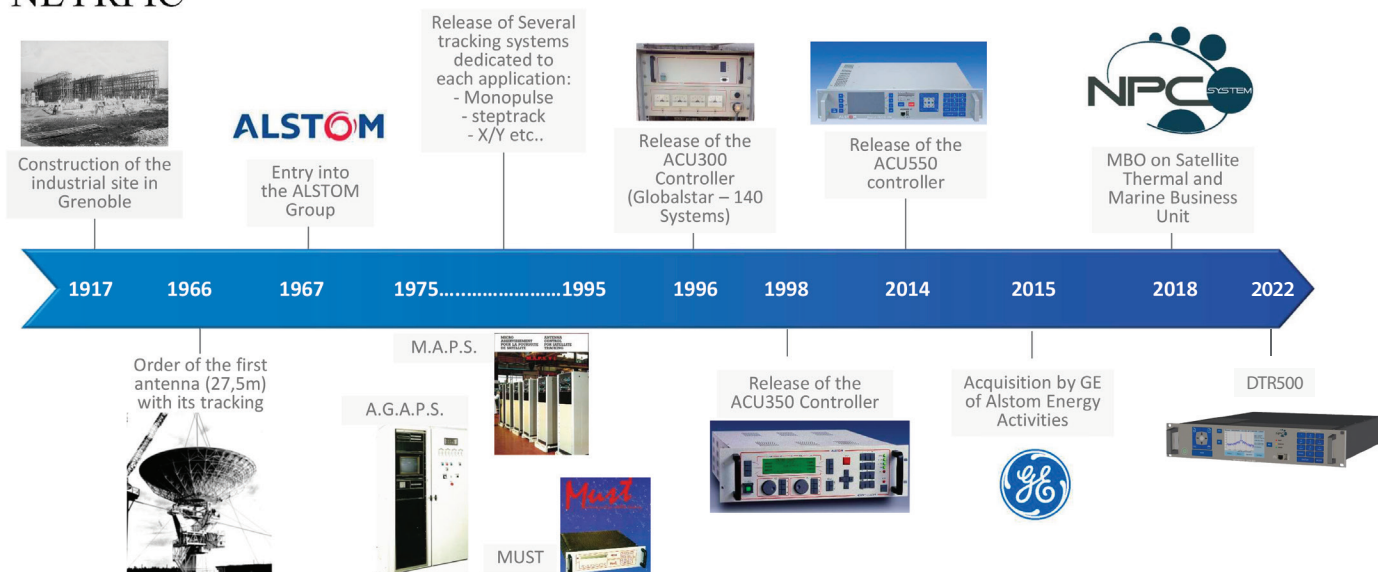 NEYRPIC
Release of Several
tracking systems
dedicated to
each application:
- Monopulse
- steptrack
- X/Y etc..
ALSTOM
NPC
SYSTEM
Construction of the
industrial site in
Grenoble
Entry into
the ALSTOM
Group
Release of the
ACU300
Controller
(Globalstar – 140
Systems)
Release of the
ACU550
controller
MBO on Satellite
Thermal and
Marine Business
Unit
1917 1966 1967 1975......................1995 1996 1998 2014 2015 2018 2022
Order of the first
antenna (27,5m)
with its tracking
M.A.P.S.
A.G.A.P.S.
MUST
Must
Release of the
ACU350 Controller
ALSTOM
Acquisition by GE
of Alstom Energy
Activities
GE
DTR500